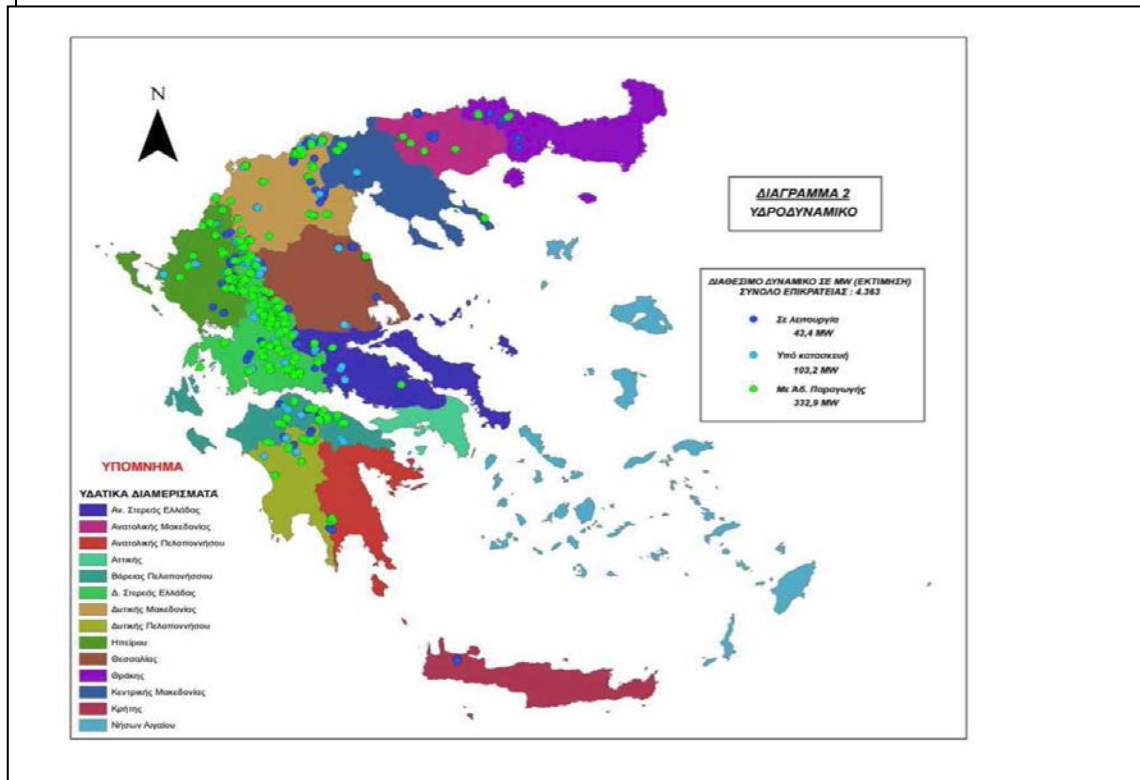 N
ΔΙΑΓΡΑΜΜΑ 2
ΥΔΡΟΔΥΝΑΜΙΚΟ
ΔΙΑΘΕΣΙΜΟ ΔΥΝΑΜΙΚΟ ΣΕ MW (ΕΚΤΙΜΗΣΗ)
ΣΥΝΟΛΟ ΕΠΙΚΡΑΤΕΙΑΣ : 4.363
Σε λειτουργία
43,4 MW
Υπό κατασκευή
103,2 MW
Με Άδ. Παραγωγής
332,9 MW
ΥΠΟΜΝΗΜΑ
ΥΔΑΤΙΚΑ ΔΙΑΜΕΡΙΣΜΑΤΑ
Αν. Στερεάς Ελλάδας
Ανατολικής Μακεδονίας
Ανατολικής Πελοποννήσου
Αττικής
Βόρειας Πελοπονήσσου
Δ. Στερεάς Ελλάδας
Δυτικής Μακεδονίας
Δυτικής Πελοποννήσου
Ηπείρου
Θεσσαλίας
Θράκης
Κεντρικής Μακεδονίας
Κρήτης
Νήσων Αιγαίου